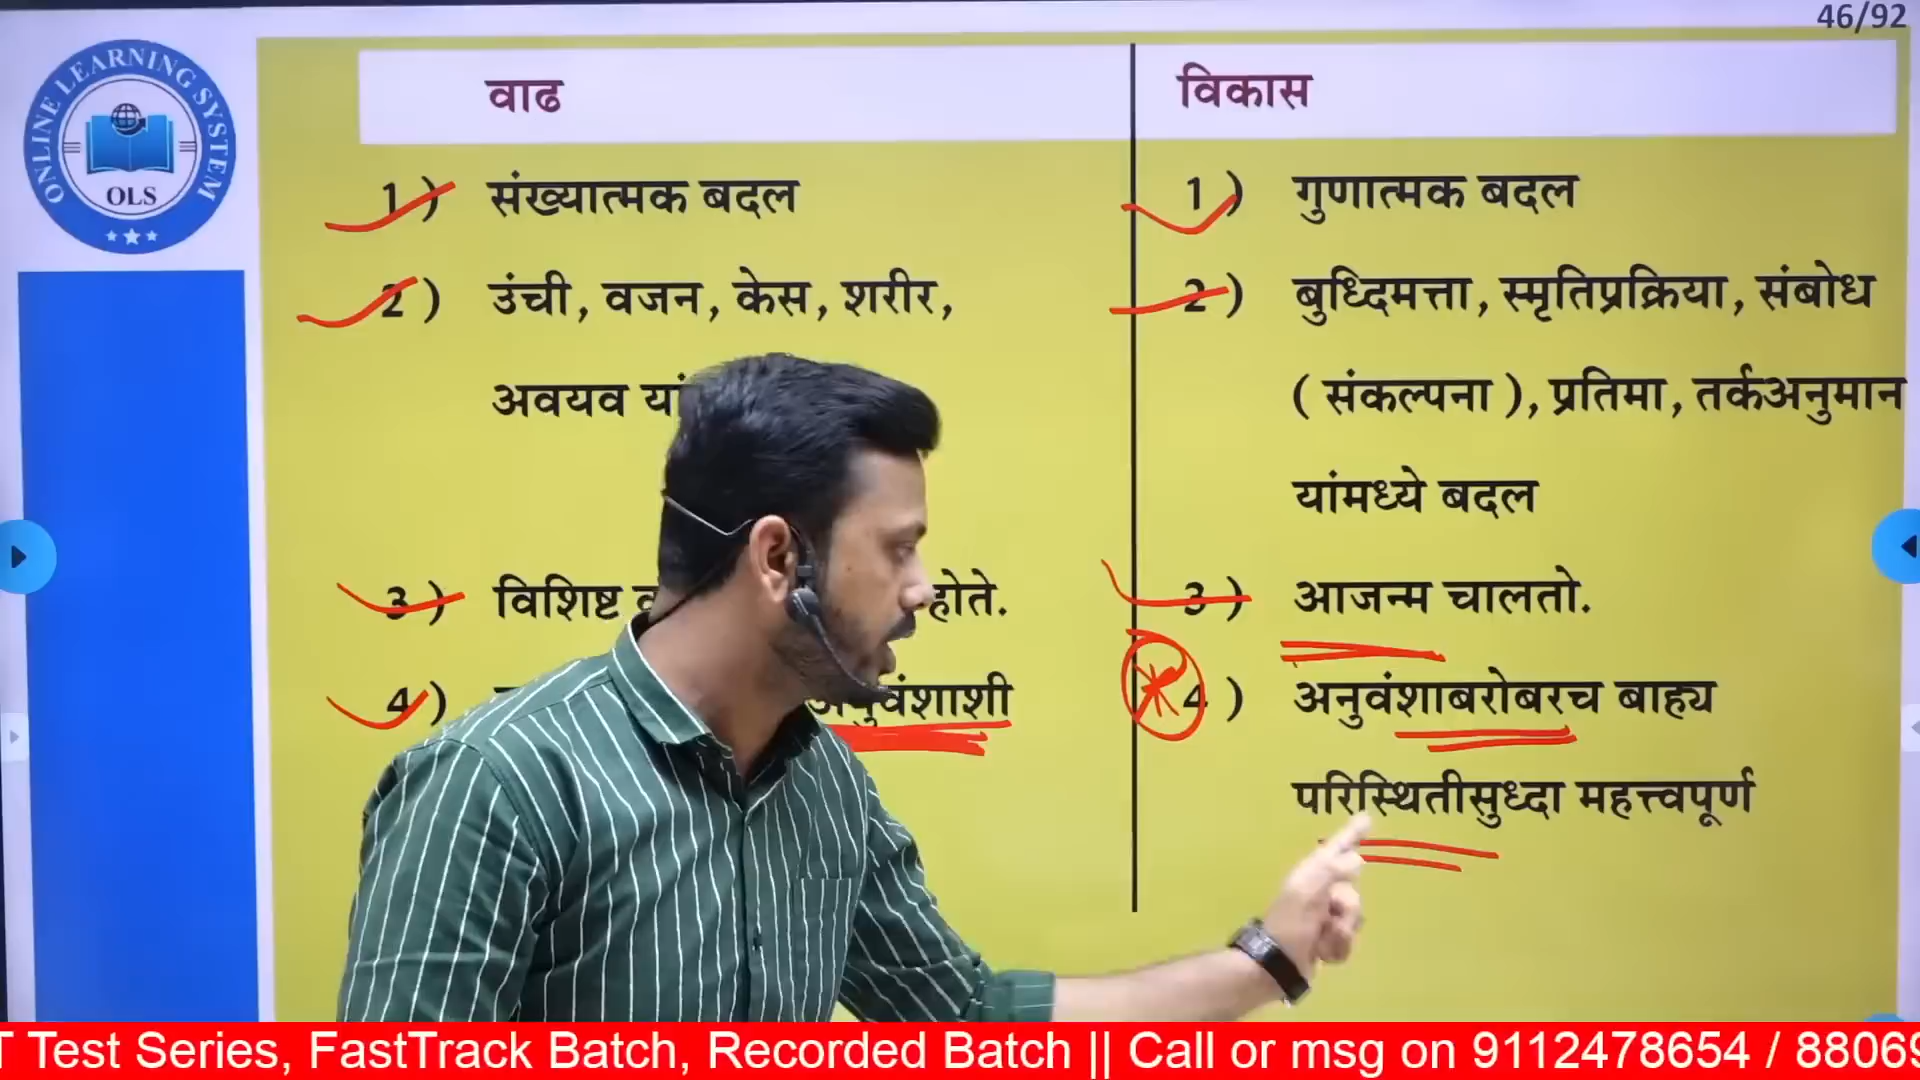 46/92
ONLINE LEARNING SYSTEM
OLS
वाढ
विकास
1) संख्यात्मक बदल
1) गुणात्मक बदल
2) उंची, वजन, केस, शरीर,
2) बुध्दिमत्ता, स्मृतिप्रक्रिया, संबोध
अवयव
(संकल्पना), प्रतिमा, तर्कअनुमान
यांमध्ये बदल
3) विशिष्ट होते.
3) आजन्म चालतो.
4) अनुवंशाशी
4) अनुवंशाबरोबरच बाह्य
परिस्थितीसुध्दा महत्त्वपूर्ण
T Test Series, FastTrack Batch, Recorded Batch || Call or msg on 9112478654 / 88069